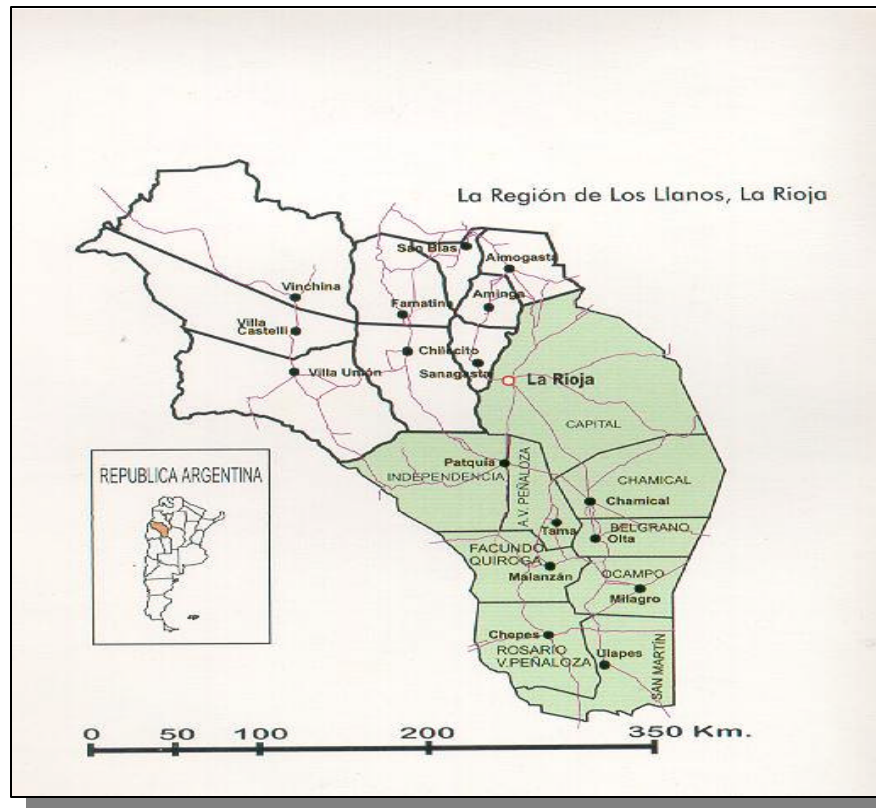 La Región de Los Llanos, La Rioja
San Blas
Aimogasta
Vinchina
Famatina
Aminga
Villa
Castelli
Chilecito
Villa Unión
Sanagasta
La Rioja
CAPITAL
Patquía
INDEPENDENCIA
A.V. PEÑALOZA
CHAMICAL
Chamical
REPUBLICA ARGENTINA
Tama
BELGRANO
Olta
FACUNDO
QUIROGA
Malanzán
OCAMPO
Milagro
Chepes
ROSARIO
V.PEÑALOZA
Ulapes
SAN MARTÍN
0 50 100 200 350 Km.